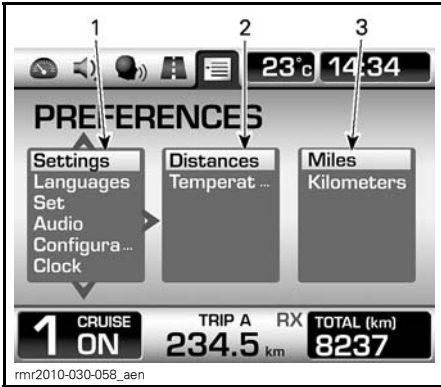 1 2 3
23°c 14:34
PREFERENCES
Settings Distances Miles
Languages Temperat ... Kilometers
Set
Audio
Configura ...
Clock
1 CRUISE ON TRIP A 234.5 km RX TOTAL (km) 8237
rmr2010-030-058_aen